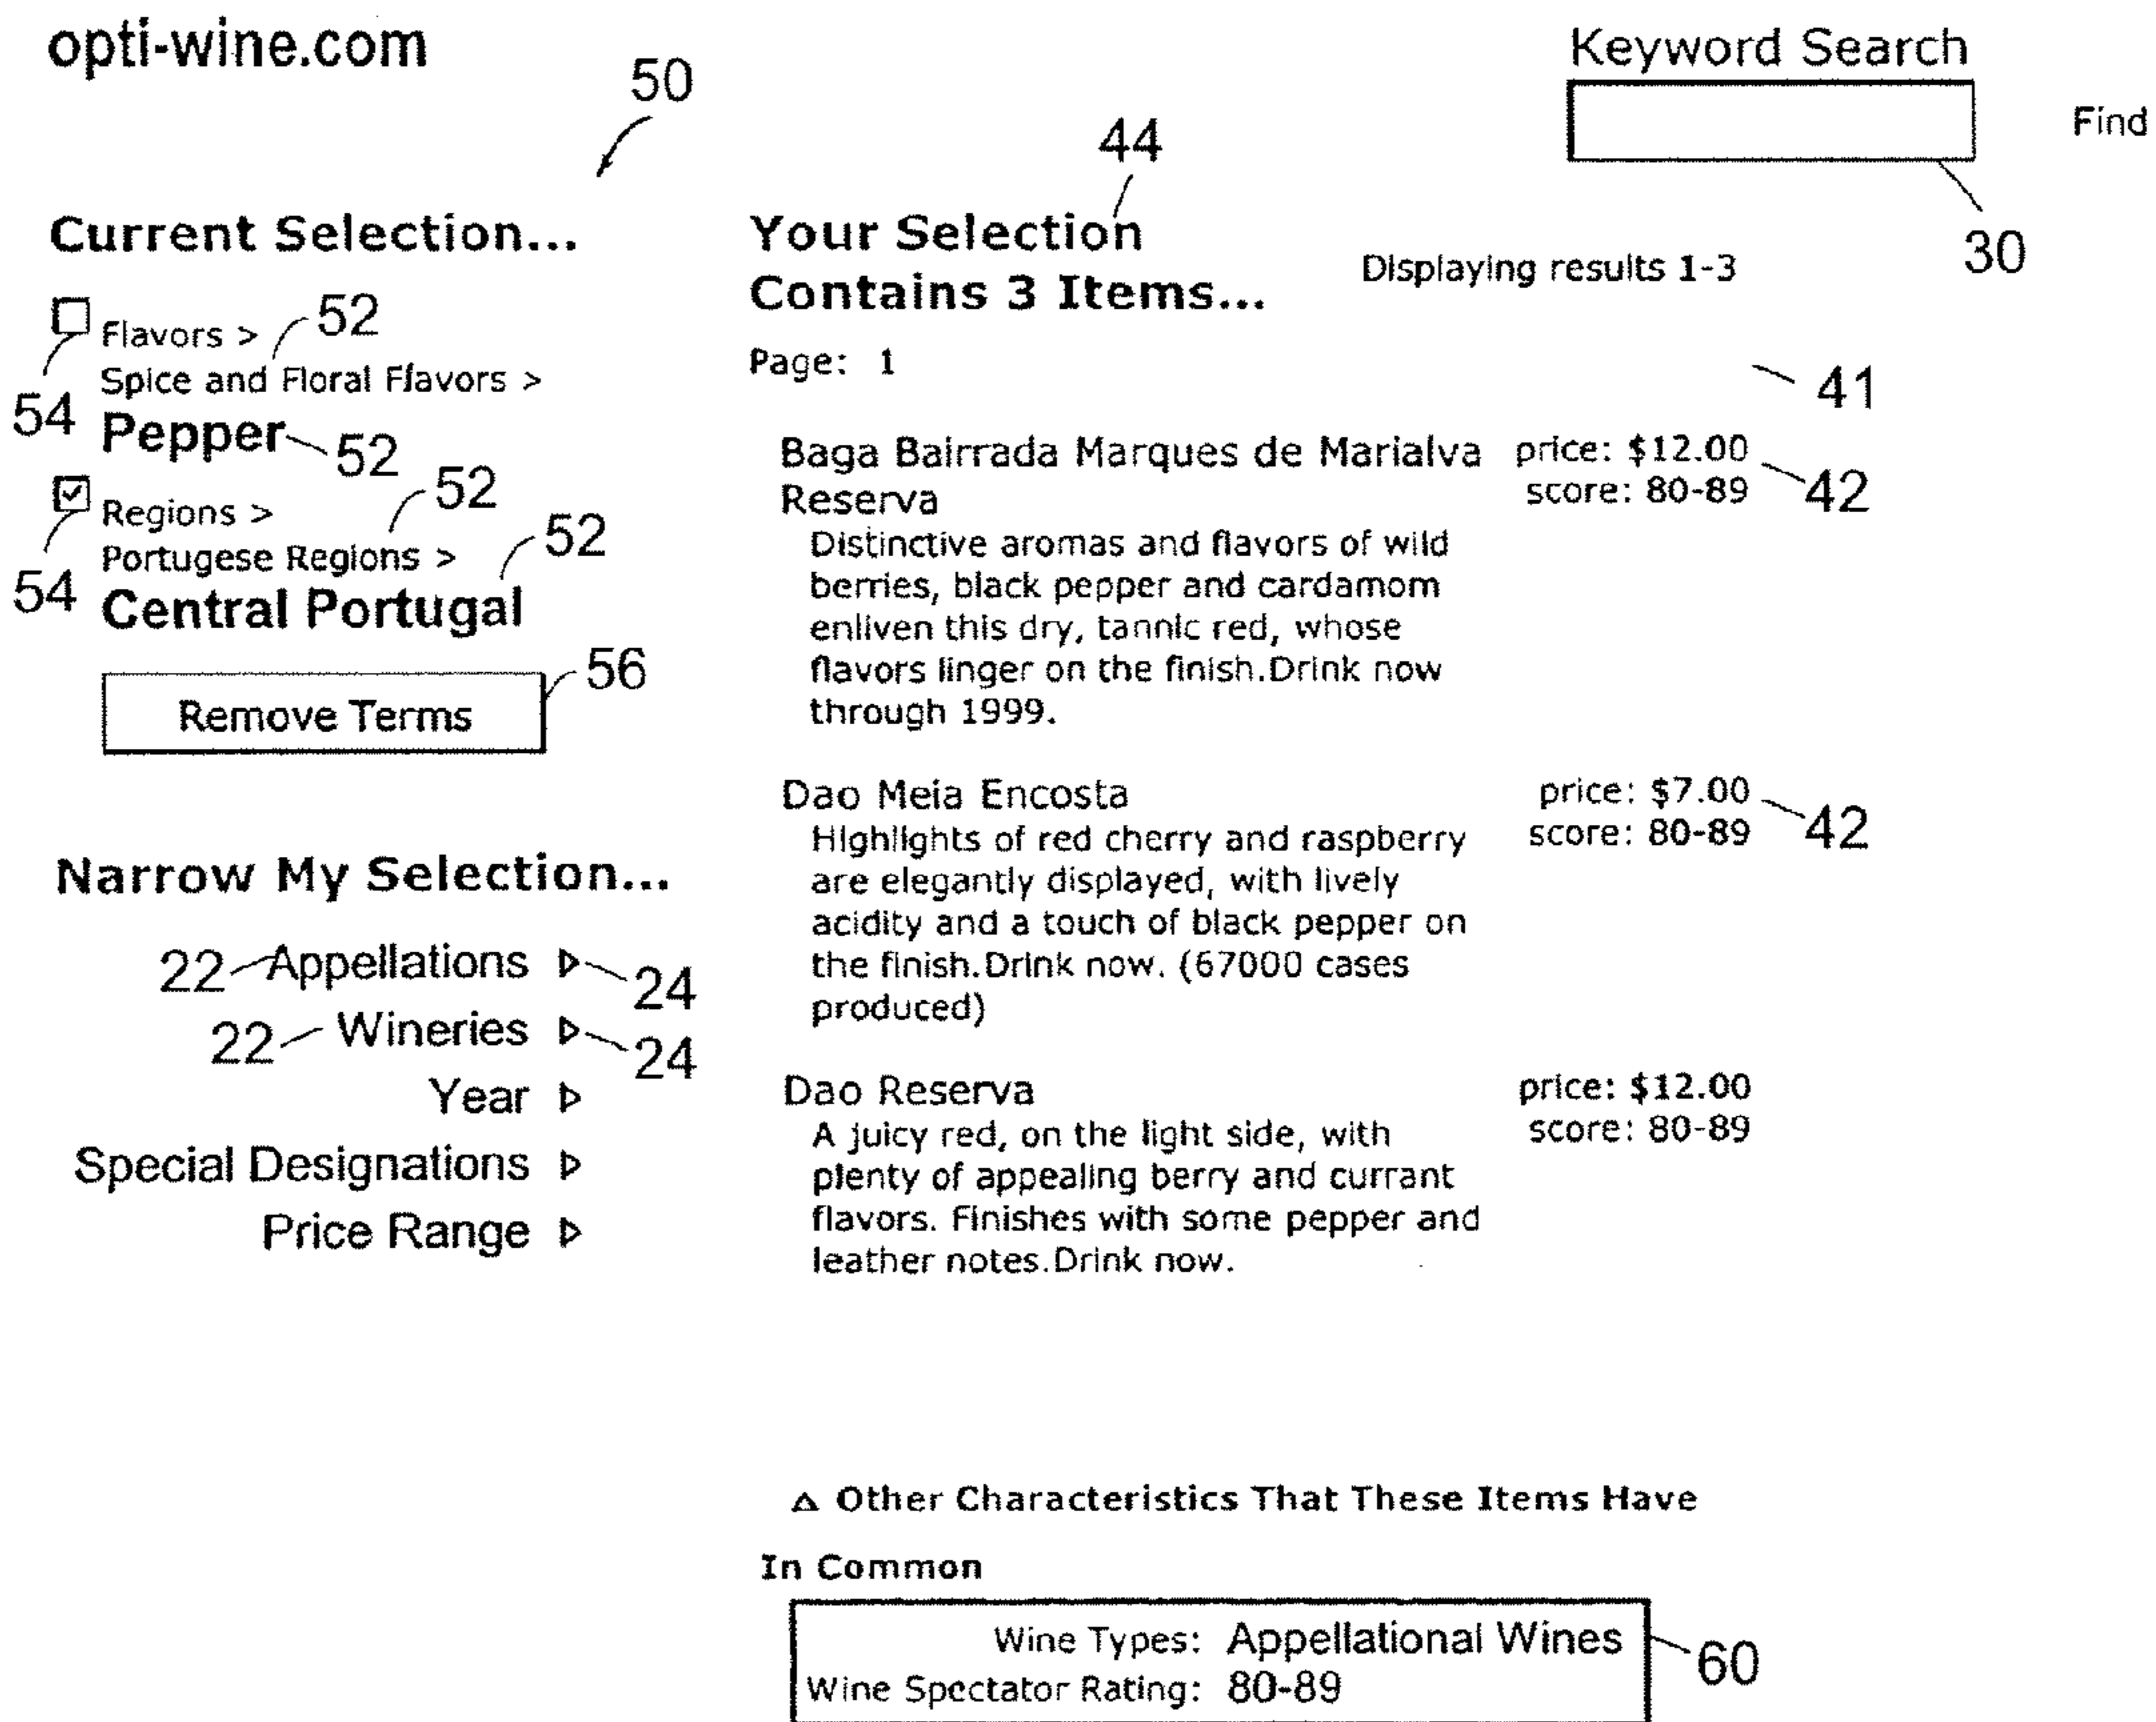 opti-wine.com
Keyword Search
Find
50
44
30
Current Selection...
Flavors >
52
Spice and Floral Flavors >
54
Pepper
52
Regions >
52
Portugese Regions >
52
54
Central Portugal
56
Remove Terms
Narrow My Selection...
22 Appellations 24
22 Wineries 24
Year
Special Designations
Price Range
Your Selection
Contains 3 Items...
Displaying results 1-3
Page: 1
41
Baga Bairrada Marques de Marialva price: $12.00
Reserva score: 80-89 42
Distinctive aromas and flavors of wild
berries, black pepper and cardamom
enliven this dry, tannic red, whose
flavors linger on the finish.Drink now
through 1999.
Dao Meia Encosta price: $7.00
Highlights of red cherry and raspberry score: 80-89 42
are elegantly displayed, with lively
acidity and a touch of black pepper on
the finish.Drink now. (67000 cases
produced)
Dao Reserva price: $12.00
A juicy red, on the light side, with score: 80-89
plenty of appealing berry and currant
flavors. Finishes with some pepper and
leather notes.Drink now.
Other Characteristics That These Items Have
In Common
Wine Types: Appellational Wines
60
Wine Spectator Rating: 80-89